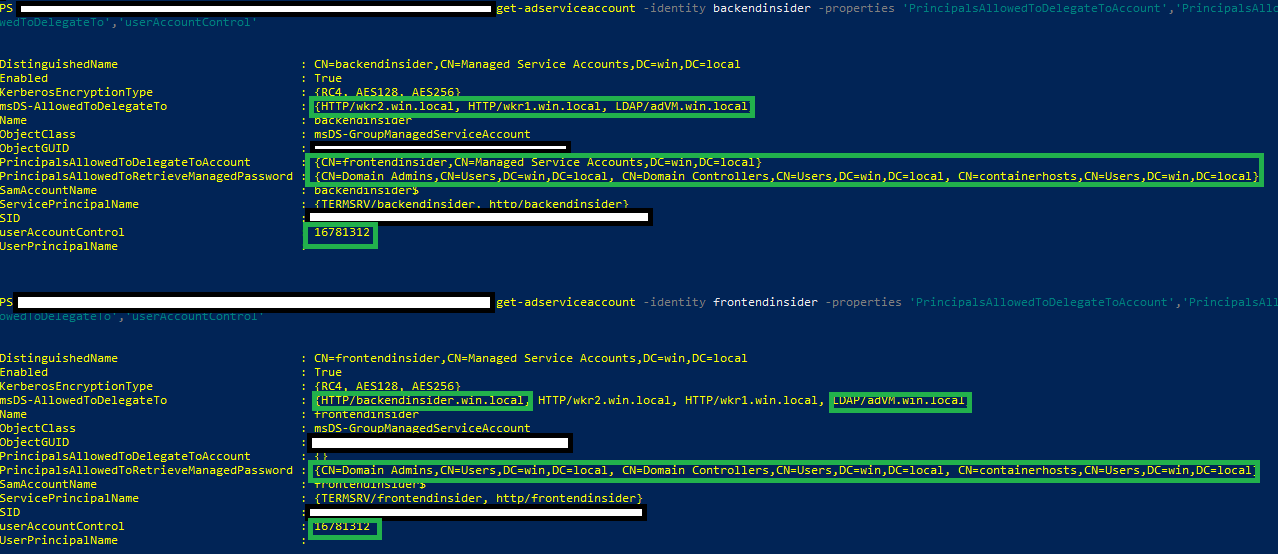 PS get-adserviceaccount -identity backendinsider -properties 'PrincipalsAllowedToDelegateToAccount','PrincipalsAllo
wedToDelegateTo','userAccountControl'
DistinguishedName : CN=backendinsider,CN=Managed Service Accounts,DC=win,DC=local
Enabled : True
KerberosEncryptionType : {RC4, AES128, AES256}
msDS-AllowedToDelegateTo : {HTTP/wkr2.win.local, HTTP/wkr1.win.local, LDAP/adVM.win.local
Name : backendinsider
ObjectClass : msDS-GroupManagedServiceAccount
ObjectGUID :
PrincipalsAllowedToDelegateToAccount : {CN=frontendinsider,CN=Managed Service Accounts,DC=win,DC=local}
PrincipalsAllowedToRetrieveManagedPassword : {CN=Domain Admins,CN=Users,DC=win,DC=local, CN=Domain Controllers,CN=Users,DC=win,DC=local, CN=containerhosts,CN=Users,DC=win,DC=local}
SamAccountName : backendinsider$
ServicePrincipalName : {TERMSRV/backendinsider, http/backendinsider}
SID :
userAccountControl : 16781312
UserPrincipalName :
PS get-adserviceaccount -identity frontendinsider -properties 'PrincipalsAllowedToDelegateToAccount','PrincipalsAll
owedToDelegateTo','userAccountControl'
DistinguishedName : CN=frontendinsider,CN=Managed Service Accounts,DC=win,DC=local
Enabled : True
KerberosEncryptionType : {RC4, AES128, AES256}
msDS-AllowedToDelegateTo : {HTTP/backendinsider.win.local, HTTP/wkr2.win.local, HTTP/wkr1.win.local, LDAP/adVM.win.local
Name : frontendinsider
ObjectClass : msDS-GroupManagedServiceAccount
ObjectGUID :
PrincipalsAllowedToDelegateToAccount : {}
PrincipalsAllowedToRetrieveManagedPassword : {CN=Domain Admins,CN=Users,DC=win,DC=local, CN=Domain Controllers,CN=Users,DC=win,DC=local, CN=containerhosts,CN=Users,DC=win,DC=local}
SamAccountName : frontendinsider$
ServicePrincipalName : {TERMSRV/frontendinsider, http/frontendinsider}
SID :
userAccountControl : 16781312
UserPrincipalName :